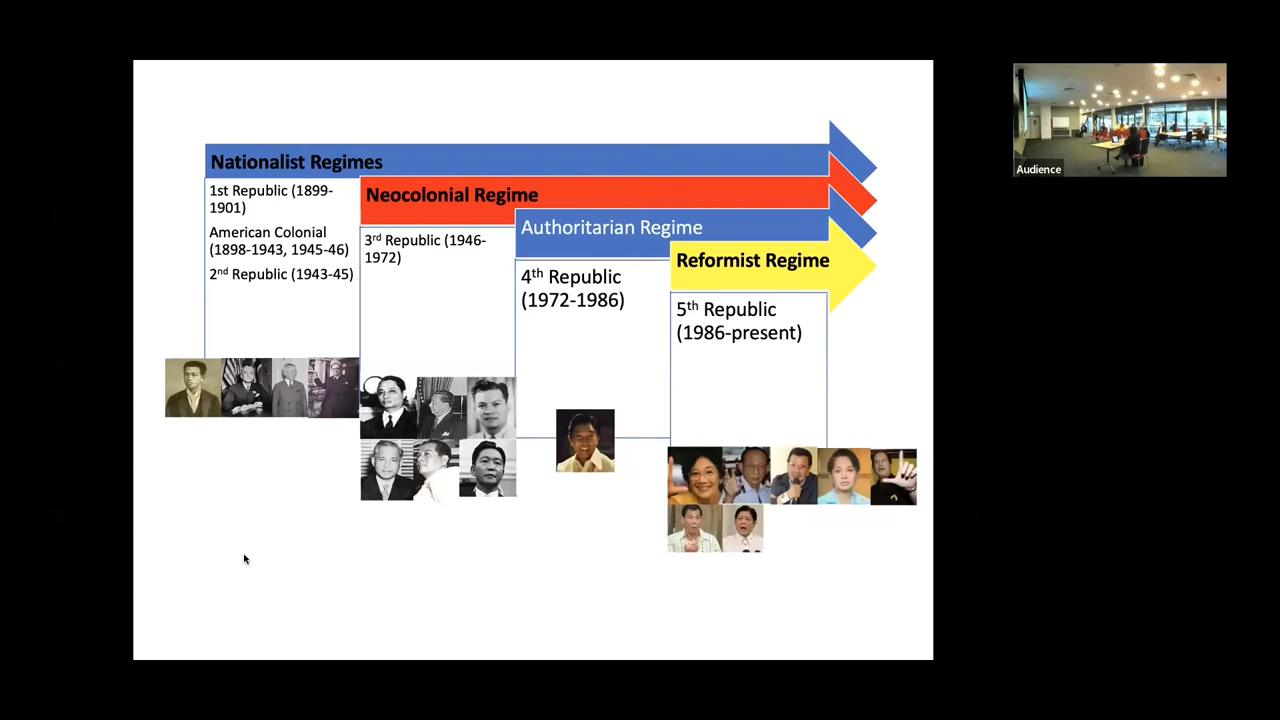 Nationalist Regimes
1st Republic (1899-
1901)
American Colonial
(1898-1943, 1945-46)
2nd Republic (1943-45)
Neocolonial Regime
3rd Republic (1946-
1972)
Authoritarian Regime
4th Republic
(1972-1986)
Reformist Regime
5th Republic
(1986-present)
Audience